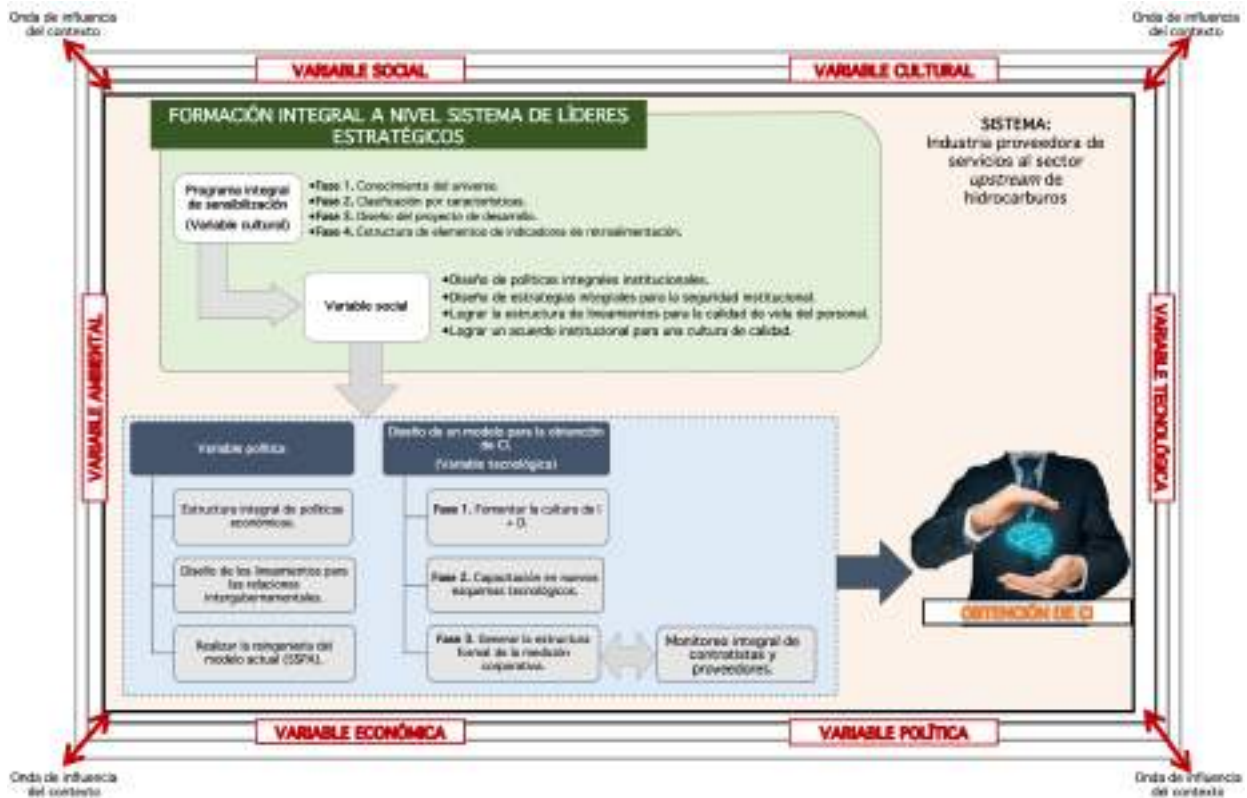 Onda de influencia
del contexto
Onda de influencia
del contexto
VARIABLE SOCIAL
VARIABLE CULTURAL
FORMACIÓN INTEGRAL A NIVEL SISTEMA DE LÍDERES
ESTRATÉGICOS
SISTEMA:
Industria proveedora de
servicios al sector
upstream de
hidrocarburos
Programa integral
de sensibilización
(Variable cultural)
•Fase 1. Conocimiento del universo.
•Fase 2. Clasificación por características.
•Fase 3. Diseño del proyecto de desarrollo.
•Fase 4. Estructura de elementos de indicadores de retroalimentación.
Variable social
•Diseño de políticas integrales institucionales.
•Diseño de estrategias integrales para la seguridad institucional.
•Lograr la estructura de lineamientos para la calidad de vida del personal.
•Lograr un acuerdo institucional para una cultura de calidad.
VARIABLE AMBIENTAL
VARIABLE TECNOLÓGICA
Variable política
Estructura integral de políticas
económicas.
Diseño de los lineamientos para
las relaciones
intergubernamentales.
Realizar la reingeniería del
modelo actual (SSPA).
Diseño de un modelo para la obtención
de CI.
(Variable tecnológica)
Fase 1. Fomentar la cultura de I
+ D.
Fase 2. Capacitación en nuevos
esquemas tecnológicos.
Fase 3. Generar la estructura
formal de la medición
corporativa.
Monitoreo integral de
contratistas y
proveedores.
OBTENCIÓN DE CI
VARIABLE ECONÓMICA
VARIABLE POLÍTICA
Onda de influencia
del contexto
Onda de influencia
del contexto